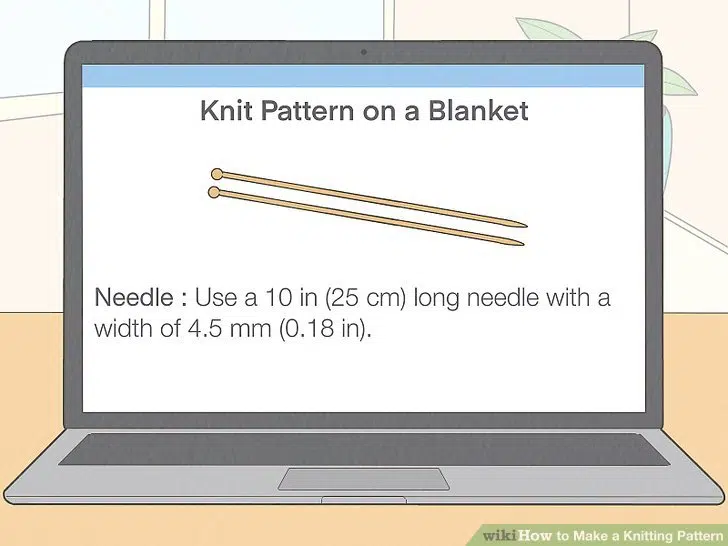 Knit Pattern on a Blanket
Needle : Use a 10 in (25 cm) long needle with a
width of 4.5 mm (0.18 in).
wikiHow to Make a Knitting Pattern